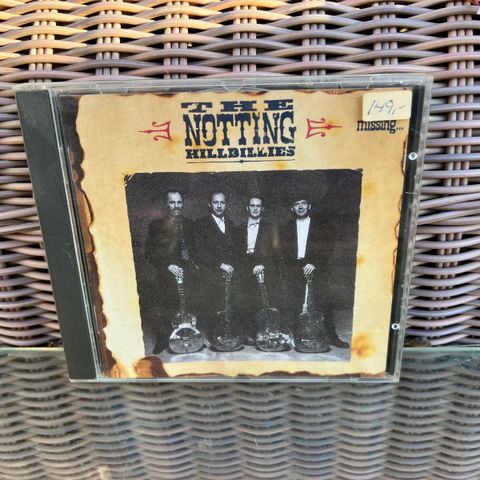 THE
NOTTING
HILLBILLIES
149,-
missing...